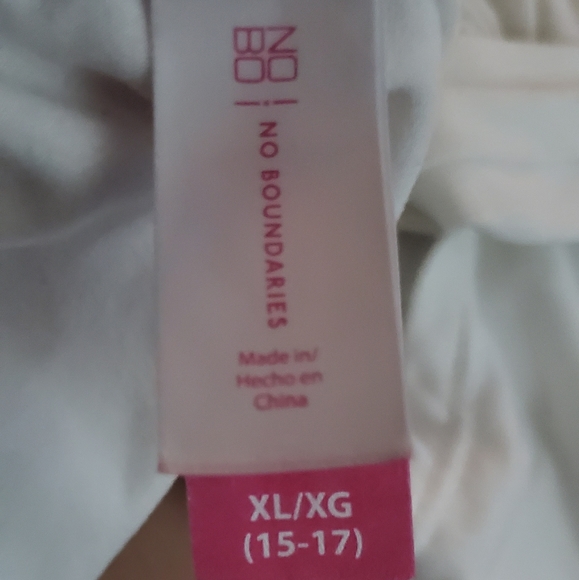 NO
BO
NO BOUNDARIES
Made in/
Hecho en
China
XL/XG
(15-17)